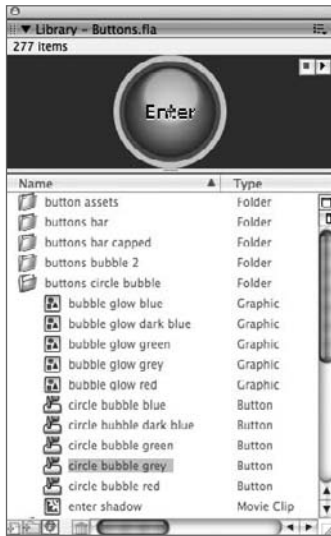 Library – Buttons.fla
277 items
Enter
Name Type
button assets Folder
buttons bar Folder
buttons bar capped Folder
buttons bubble 2 Folder
buttons circle bubble Folder
bubble glow blue Graphic
bubble glow dark blue Graphic
bubble glow green Graphic
bubble glow grey Graphic
bubble glow red Graphic
circle bubble blue Button
circle bubble dark blue Button
circle bubble green Button
circle bubble grey Button
circle bubble red Button
enter shadow Movie Clip